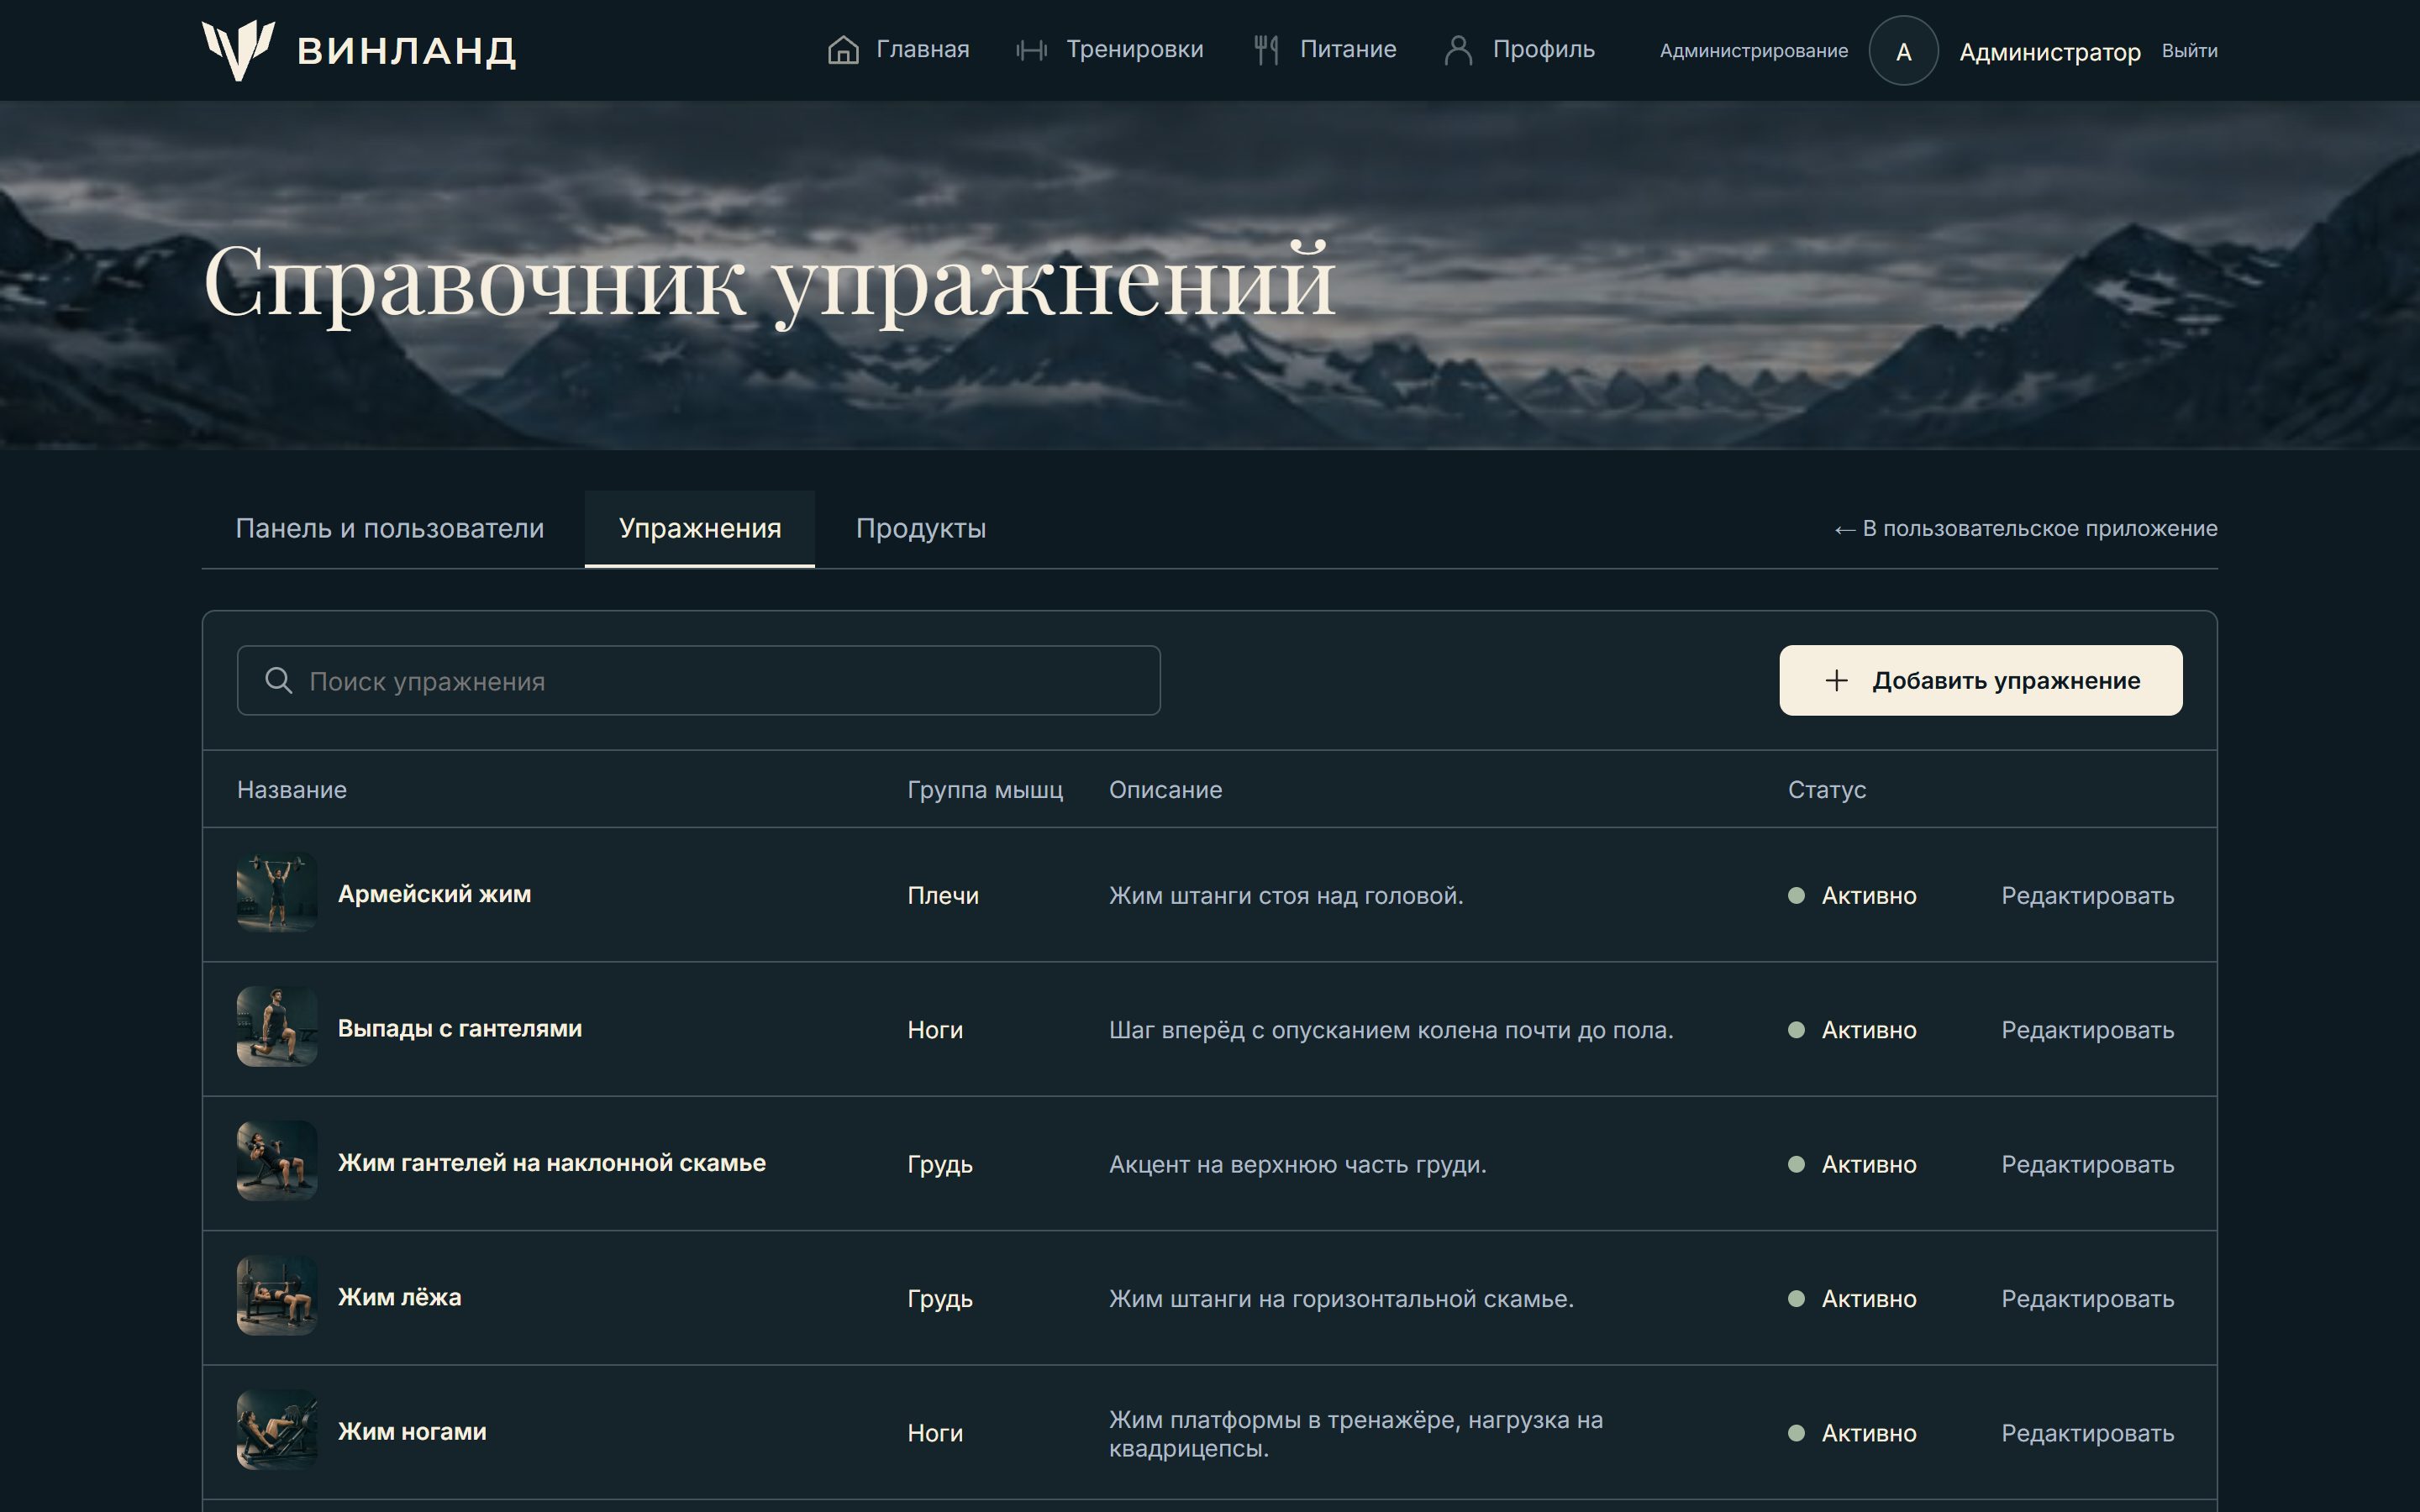 ВИНЛАНД
Главная Тренировки Питание Профиль Администрирование А Администратор Выйти
Справочник упражнений
Панель и пользователи Упражнения Продукты ← В пользовательское приложение
Поиск упражнения + Добавить упражнение
Название Группа мышц Описание Статус
Армейский жим Плечи Жим штанги стоя над головой. Активно Редактировать
Выпады с гантелями Ноги Шаг вперёд с опусканием колена почти до пола. Активно Редактировать
Жим гантелей на наклонной скамье Грудь Акцент на верхнюю часть груди. Активно Редактировать
Жим лёжа Грудь Жим штанги на горизонтальной скамье. Активно Редактировать
Жим ногами Ноги Жим платформы в тренажёре, нагрузка на
квадрицепсы. Активно Редактировать